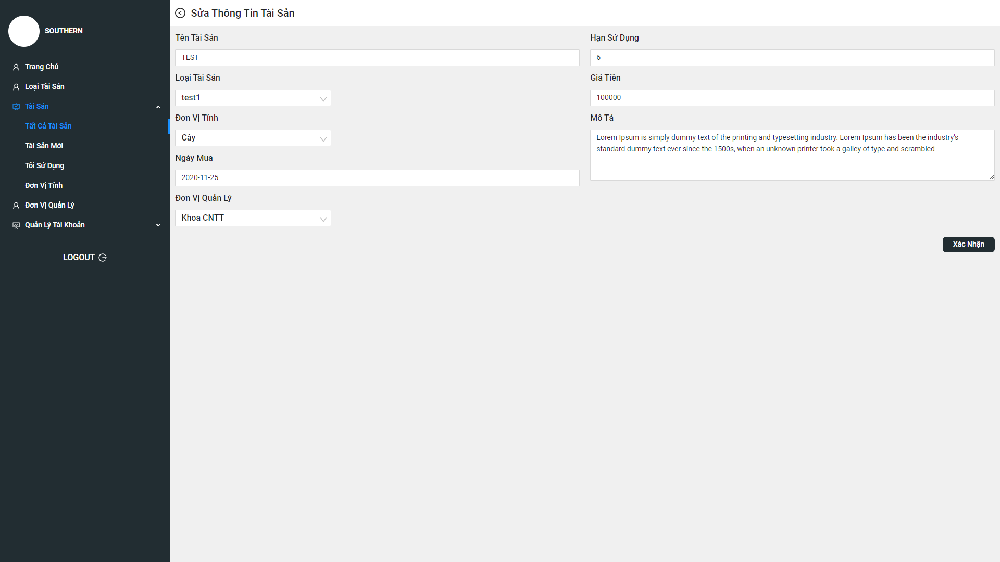 SOUTHERN
Trang Chủ
Loại Tài Sản
Tài Sản
Tất Cả Tài Sản
Tài Sản Mới
Tôi Sử Dụng
Đơn Vị Tính
Đơn Vị Quản Lý
Quản Lý Tài Khoản
LOGOUT
Sửa Thông Tin Tài Sản
Tên Tài Sản
TEST
Loại Tài Sản
test1
Đơn Vị Tính
Cây
Ngày Mua
2020-11-25
Đơn Vị Quản Lý
Khoa CNTT
Hạn Sử Dụng
6
Giá Tiền
100000
Mô Tả
Lorem Ipsum is simply dummy text of the printing and typesetting industry. Lorem Ipsum has been the industry's
standard dummy text ever since the 1500s, when an unknown printer took a galley of type and scrambled
Xác Nhận